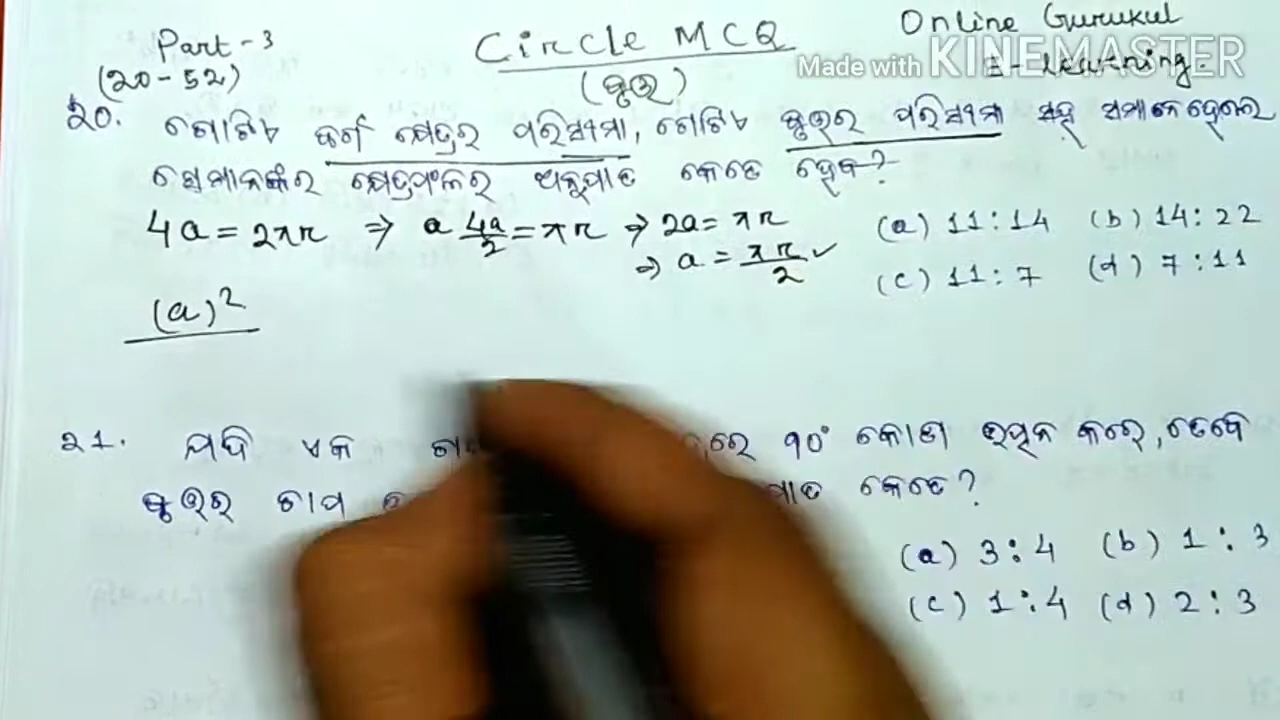 Part-3
Circle MCQ
Online Gurukul
E-learning
Made with KINEMASTER
(20-52)
(ବୃତ୍ତ)
20. ଗୋଟିଏ ବର୍ଗ କ୍ଷେତ୍ରର ପରିସୀମା, ଗୋଟିଏ ବୃତ୍ତର ପରିସୀମା ସହ ସମାନ ହେଲେ
ସେମାନଙ୍କର କ୍ଷେତ୍ରଫଳର ଅନୁପାତ କେତେ ହେବ?
4a = 2πr ⇒ a 4a/2 = πr ⇒ 2a = πr
⇒ a = πr/2 ✓
(a) 11:14 (b) 14:22
(c) 11:7 (d) 7:11
(a)²
21. ଯଦି ଏକ ରେ ୨0° କୋଣ ଉତ୍ପନ୍ନ କରେ, ତେବେ
ବୃତ୍ତର ଚାପ କେତେ?
(a) 3:4 (b) 1:3
(c) 1:4 (d) 2:3